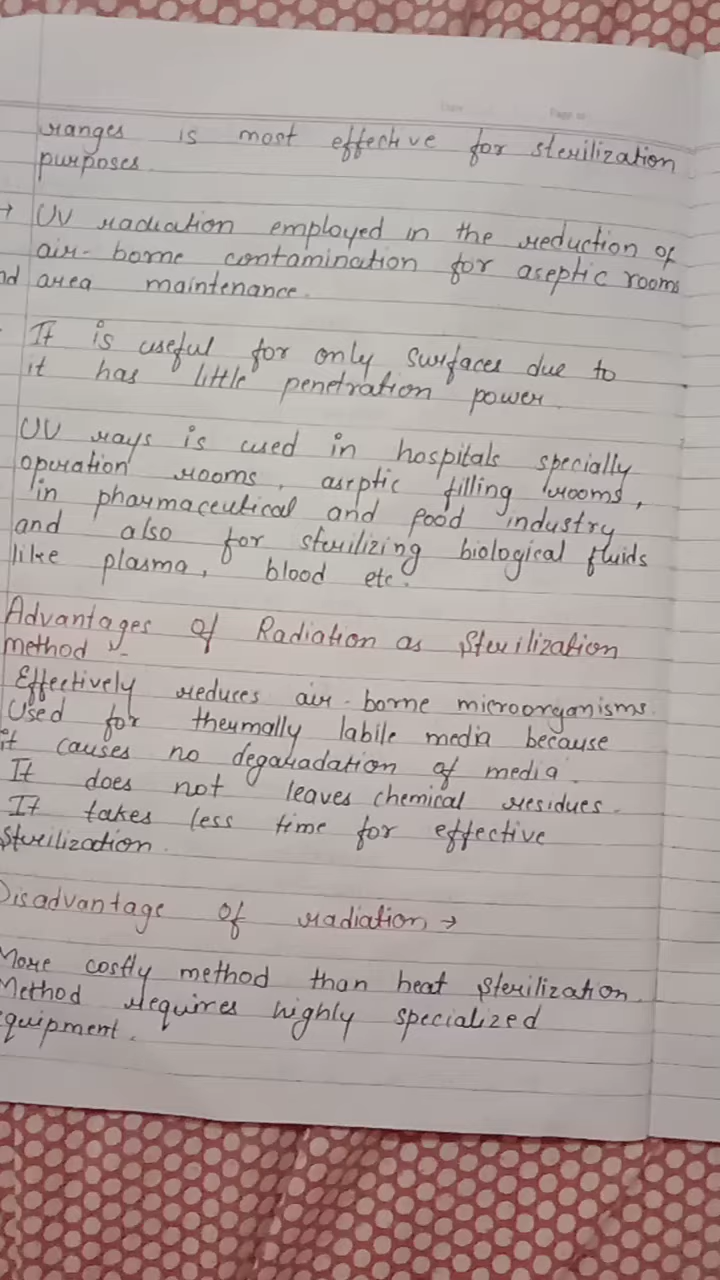 ranges is most effective for sterilization
purposes.
→ UV radiation employed in the reduction of
air-borne contamination for aseptic rooms
nd area maintenance.
It is useful for only surfaces due to
it has little penetration power.
UV rays is used in hospitals specially
operation rooms, aseptic filling rooms,
in pharmaceutical and food industry
and also for sterilizing biological fluids
like plasma, blood etc.
Advantages of Radiation as Sterilization
method :-
Effectively reduces air-borne microorganisms.
Used for thermally labile media because
it causes no degaradation of media.
It does not leaves chemical residues.
It takes less time for effective
Sterilization.
Disadvantage of radiation →
More costly method than heat sterilization.
Method requires highly specialized
equipment.